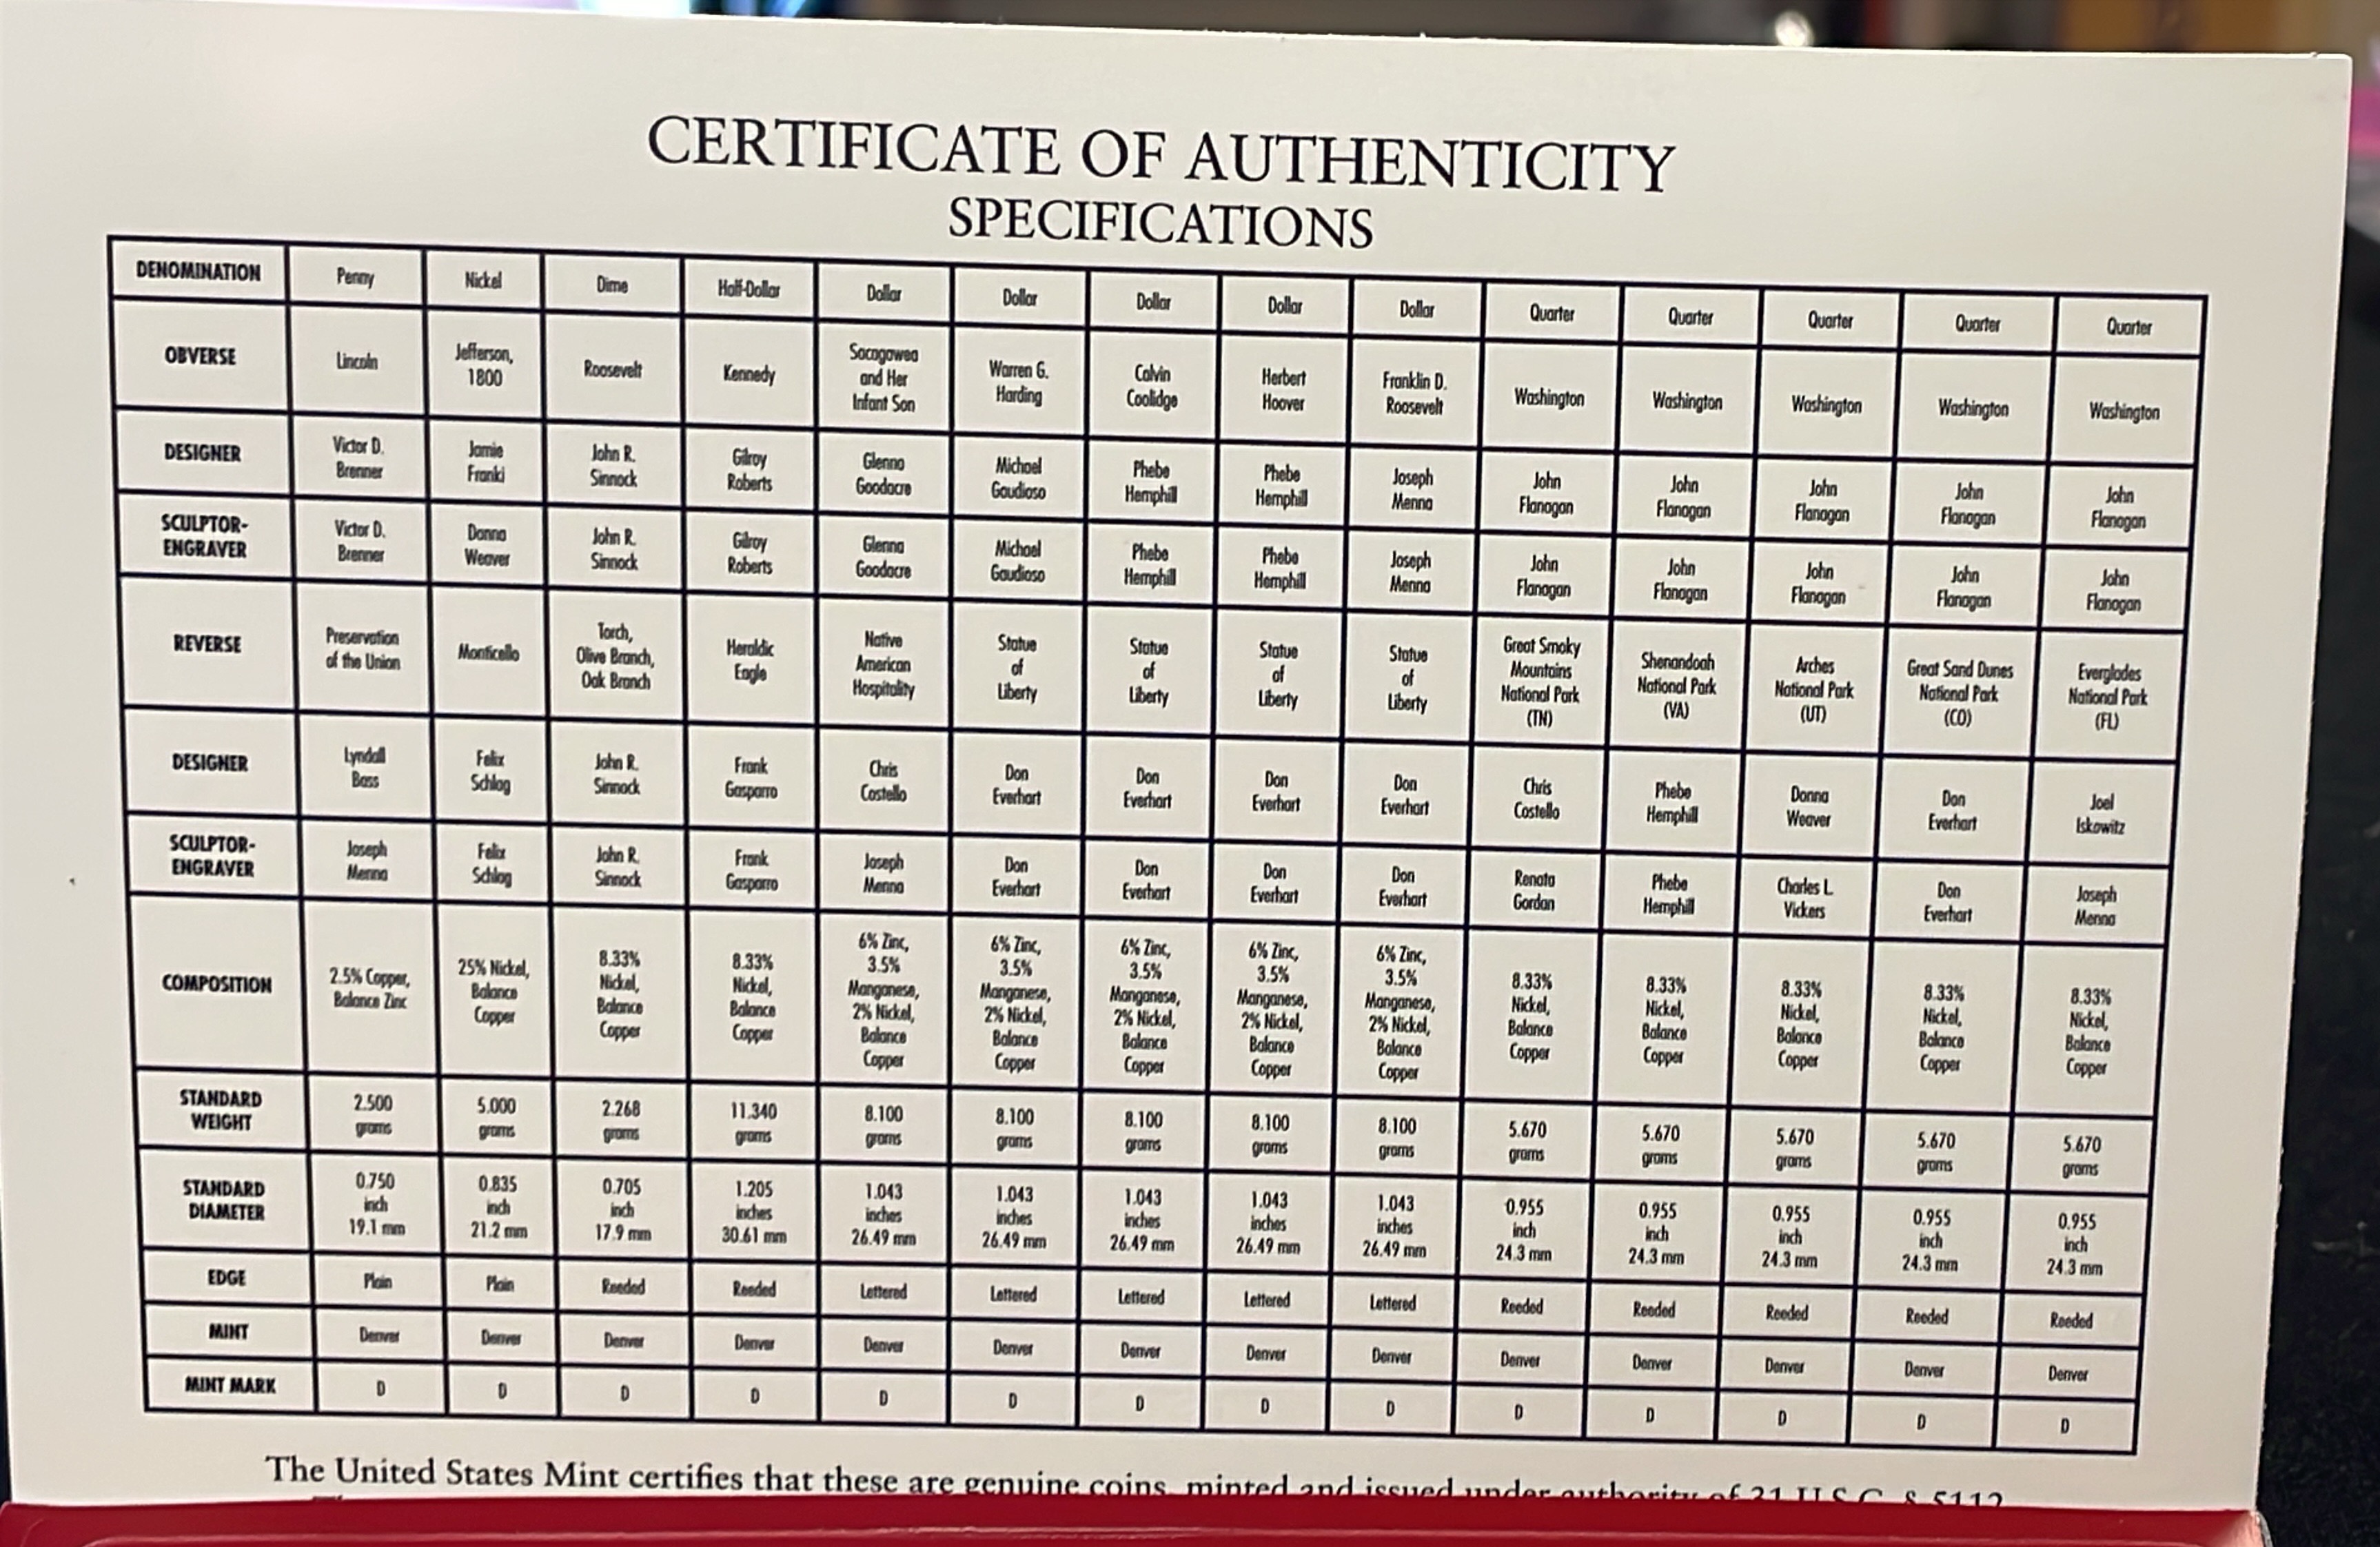 CERTIFICATE OF AUTHENTICITY
SPECIFICATIONS
DENOMINATION Penny Nickel Dime Half-Dollar Dollar Dollar Dollar Dollar Dollar Quarter Quarter Quarter Quarter Quarter
OBVERSE Lincoln Jefferson, 1800 Roosevelt Kennedy Sacagawea and Her Infant Son Warren G. Harding Calvin Coolidge Herbert Hoover Franklin D. Roosevelt Washington Washington Washington Washington Washington
DESIGNER Victor D. Brenner Jamie Franki John R. Sinnock Gilroy Roberts Glenna Goodacre Michael Gaudioso Phebe Hemphill Phebe Hemphill Joseph Menna John Flanagan John Flanagan John Flanagan John Flanagan John Flanagan
SCULPTOR-ENGRAVER Victor D. Brenner Donna Weaver John R. Sinnock Gilroy Roberts Glenna Goodacre Michael Gaudioso Phebe Hemphill Phebe Hemphill Joseph Menna John Flanagan John Flanagan John Flanagan John Flanagan John Flanagan
REVERSE Preservation of the Union Monticello Torch, Olive Branch, Oak Branch Heraldic Eagle Native American Hospitality Statue of Liberty Statue of Liberty Statue of Liberty Statue of Liberty Great Smoky Mountains National Park (TN) Shenandoah National Park (VA) Arches National Park (UT) Great Sand Dunes National Park (CO) Everglades National Park (FL)
DESIGNER Lyndall Bass Felix Schlag John R. Sinnock Frank Gasparro Chris Costello Don Everhart Don Everhart Don Everhart Don Everhart Chris Costello Phebe Hemphill Donna Weaver Don Everhart Joel Iskowitz
SCULPTOR-ENGRAVER Joseph Menna Felix Schlag John R. Sinnock Frank Gasparro Joseph Menna Don Everhart Don Everhart Don Everhart Don Everhart Renata Gordon Phebe Hemphill Charles L. Vickers Don Everhart Joseph Menna
COMPOSITION 2.5% Copper, Balance Zinc 25% Nickel, Balance Copper 8.33% Nickel, Balance Copper 8.33% Nickel, Balance Copper 6% Zinc, 3.5% Manganese, 2% Nickel, Balance Copper 6% Zinc, 3.5% Manganese, 2% Nickel, Balance Copper 6% Zinc, 3.5% Manganese, 2% Nickel, Balance Copper 6% Zinc, 3.5% Manganese, 2% Nickel, Balance Copper 6% Zinc, 3.5% Manganese, 2% Nickel, Balance Copper 8.33% Nickel, Balance Copper 8.33% Nickel, Balance Copper 8.33% Nickel, Balance Copper 8.33% Nickel, Balance Copper 8.33% Nickel, Balance Copper
STANDARD WEIGHT 2.500 grams 5.000 grams 2.268 grams 11.340 grams 8.100 grams 8.100 grams 8.100 grams 8.100 grams 8.100 grams 5.670 grams 5.670 grams 5.670 grams 5.670 grams 5.670 grams
STANDARD DIAMETER 0.750 inch 19.1 mm 0.835 inch 21.2 mm 0.705 inch 17.9 mm 1.205 inches 30.61 mm 1.043 inches 26.49 mm 1.043 inches 26.49 mm 1.043 inches 26.49 mm 1.043 inches 26.49 mm 1.043 inches 26.49 mm 0.955 inch 24.3 mm 0.955 inch 24.3 mm 0.955 inch 24.3 mm 0.955 inch 24.3 mm 0.955 inch 24.3 mm
EDGE Plain Plain Reeded Reeded Lettered Lettered Lettered Lettered Lettered Reeded Reeded Reeded Reeded Reeded
MINT Denver Denver Denver Denver Denver Denver Denver Denver Denver Denver Denver Denver Denver Denver
MINT MARK D D D D D D D D D D D D D D
The United States Mint certifies that these are genuine coins, minted and issued under authority of 31 U.S.C. § 5112